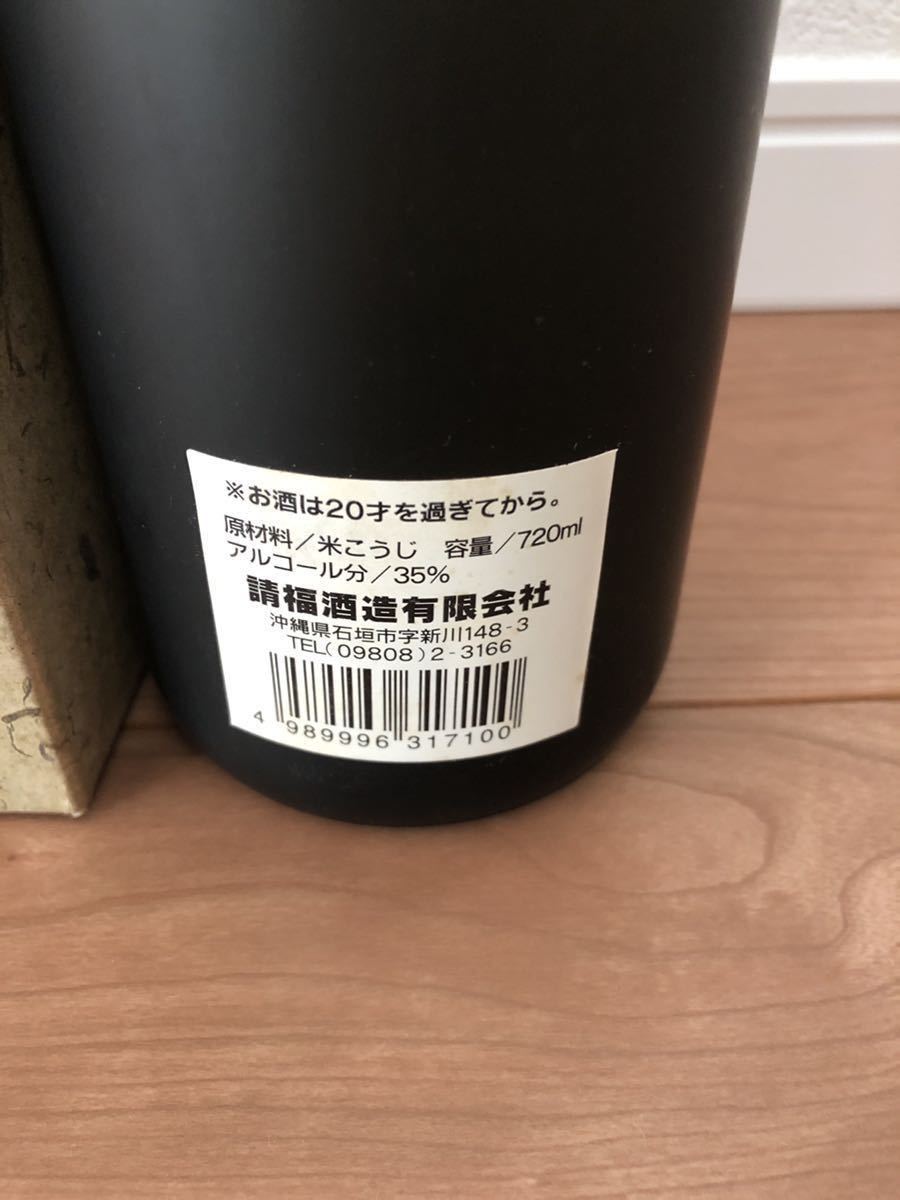 ※お酒は20才を過ぎてから。
原材料／米こうじ　容量／720ml
アルコール分／35%
請福酒造有限会社
沖縄県石垣市字新川148-3
TEL(09808)2-3166
4 989996 317100